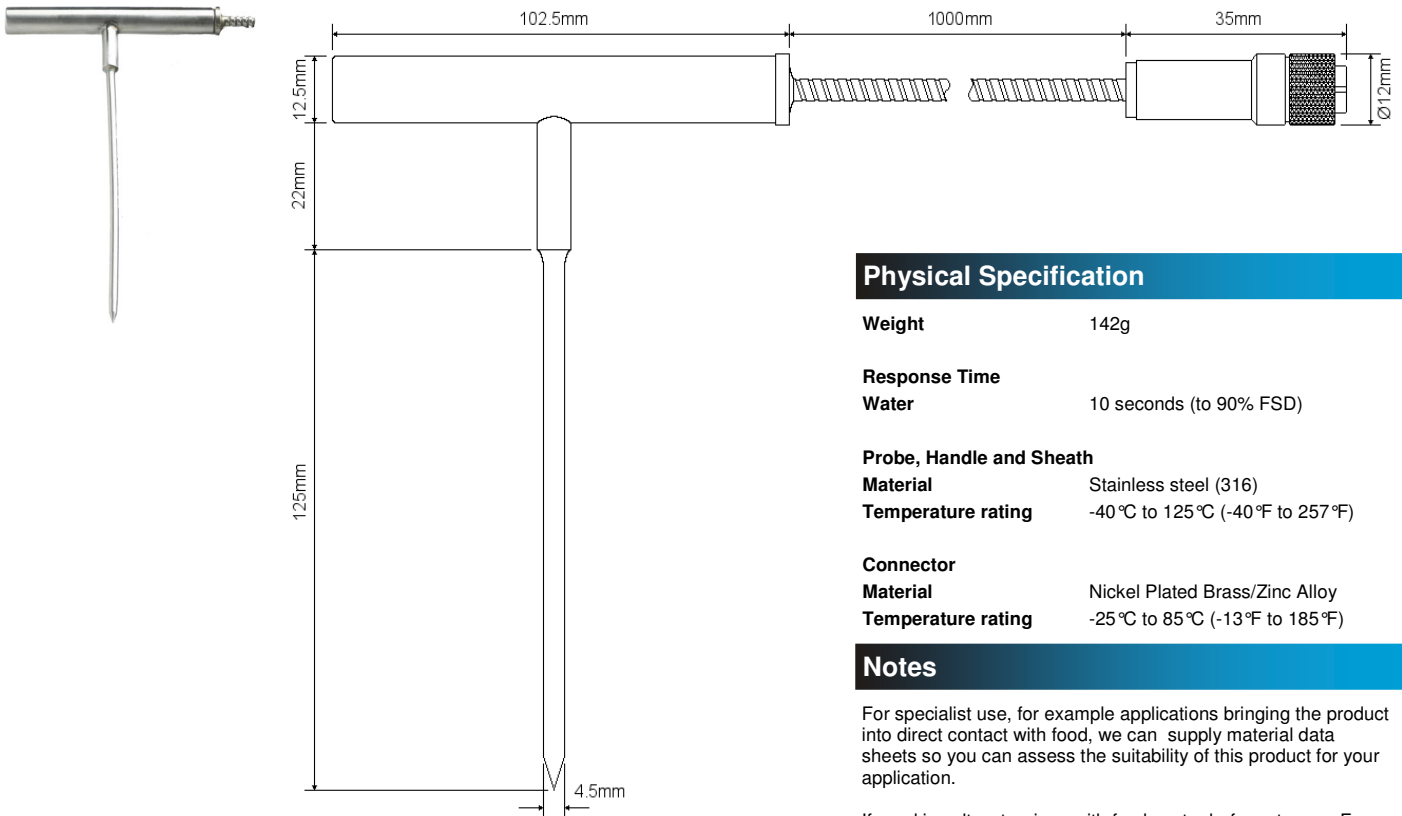 102.5mm
1000mm
35mm
12.5mm
Ø12mm
22mm
125mm
4.5mm
Physical Specification
Weight 142g
Response Time
Water 10 seconds (to 90% FSD)
Probe, Handle and Sheath
Material Stainless steel (316)
Temperature rating -40°C to 125°C (-40°F to 257°F)
Connector
Material Nickel Plated Brass/Zinc Alloy
Temperature rating -25°C to 85°C (-13°F to 185°F)
Notes
For specialist use, for example applications bringing the product
into direct contact with food, we can supply material data
sheets so you can assess the suitability of this product for your
application.